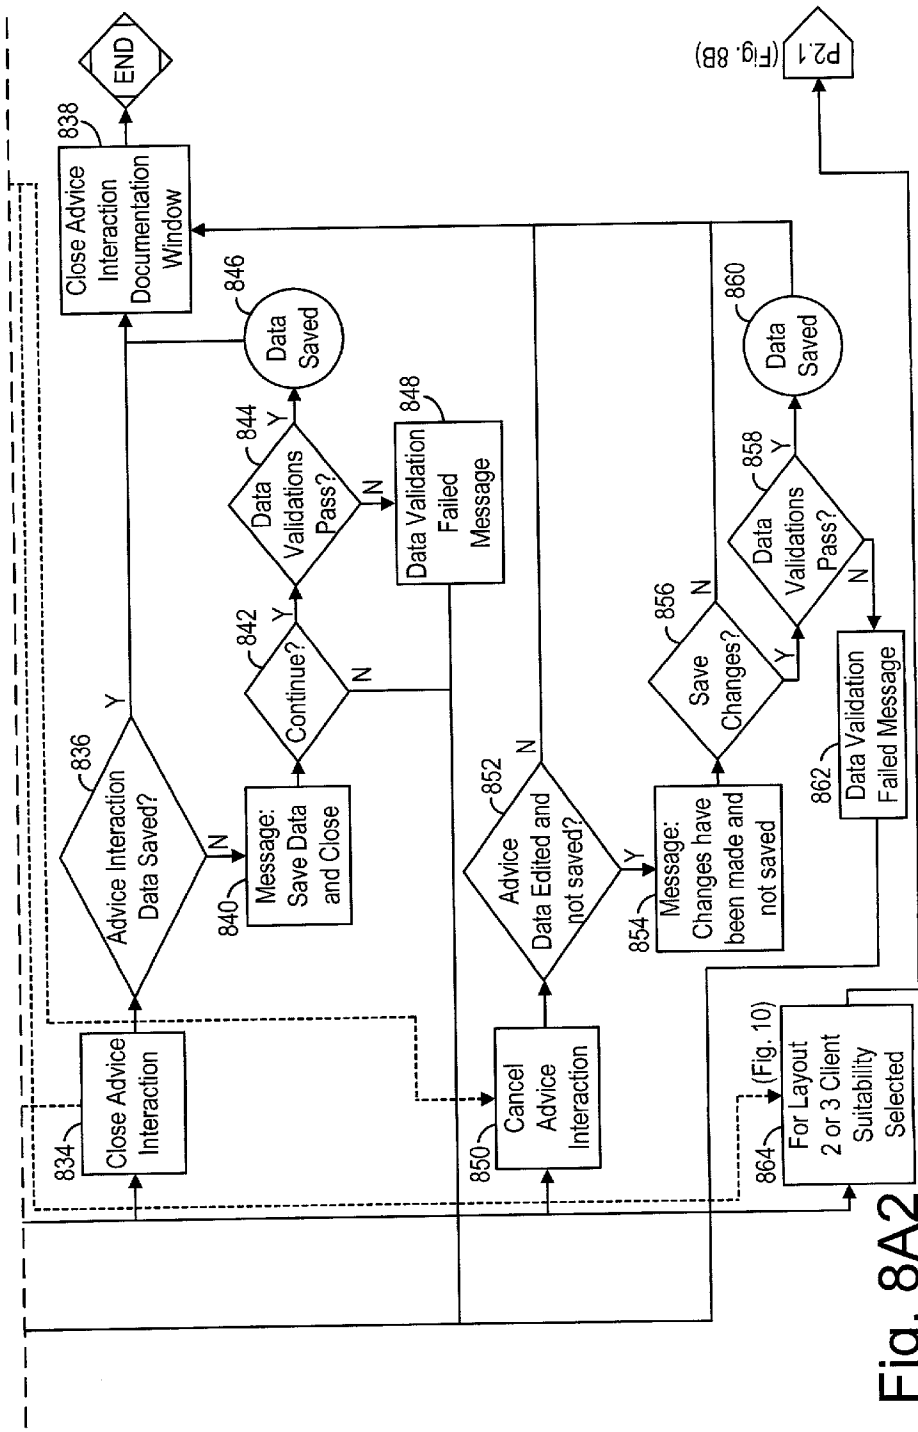 834
Close Advice
Interaction
836
Advice Interaction
Data Saved?
Y
N
838
Close Advice
Interaction
Documentation
Window
END
840
Message:
Save Data
and Close
842
Continue?
Y
N
844
Data
Validations
Pass?
Y
N
846
Data
Saved
848
Data Validation
Failed
Message
850
Cancel
Advice
Interaction
852
Advice
Data Edited and
not saved?
N
Y
854
Message:
Changes have
been made and
not saved
856
Save
Changes?
N
Y
858
Data
Validations
Pass?
Y
N
860
Data
Saved
862
Data Validation
Failed Message
864
(Fig. 10)
For Layout
2 or 3 Client
Suitability
Selected
(Fig. 8B)
P2.1
Fig. 8A2